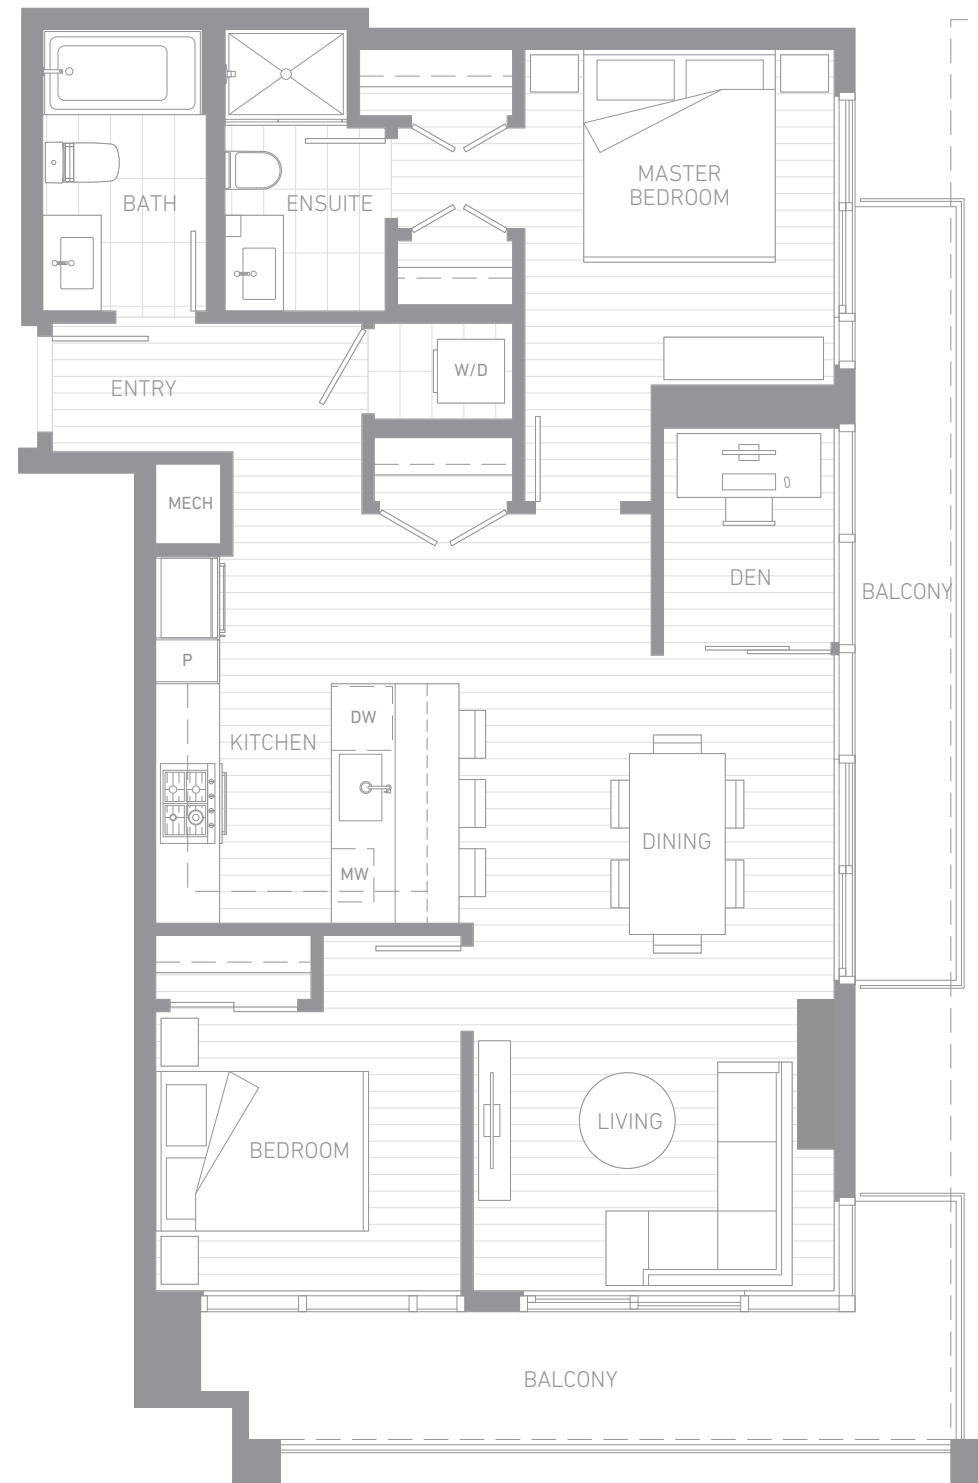 MASTER
BEDROOM
BATH
ENSUITE
W/D
ENTRY
MECH
DEN
BALCONY
P
DW
KITCHEN
DINING
MW
LIVING
BEDROOM
BALCONY